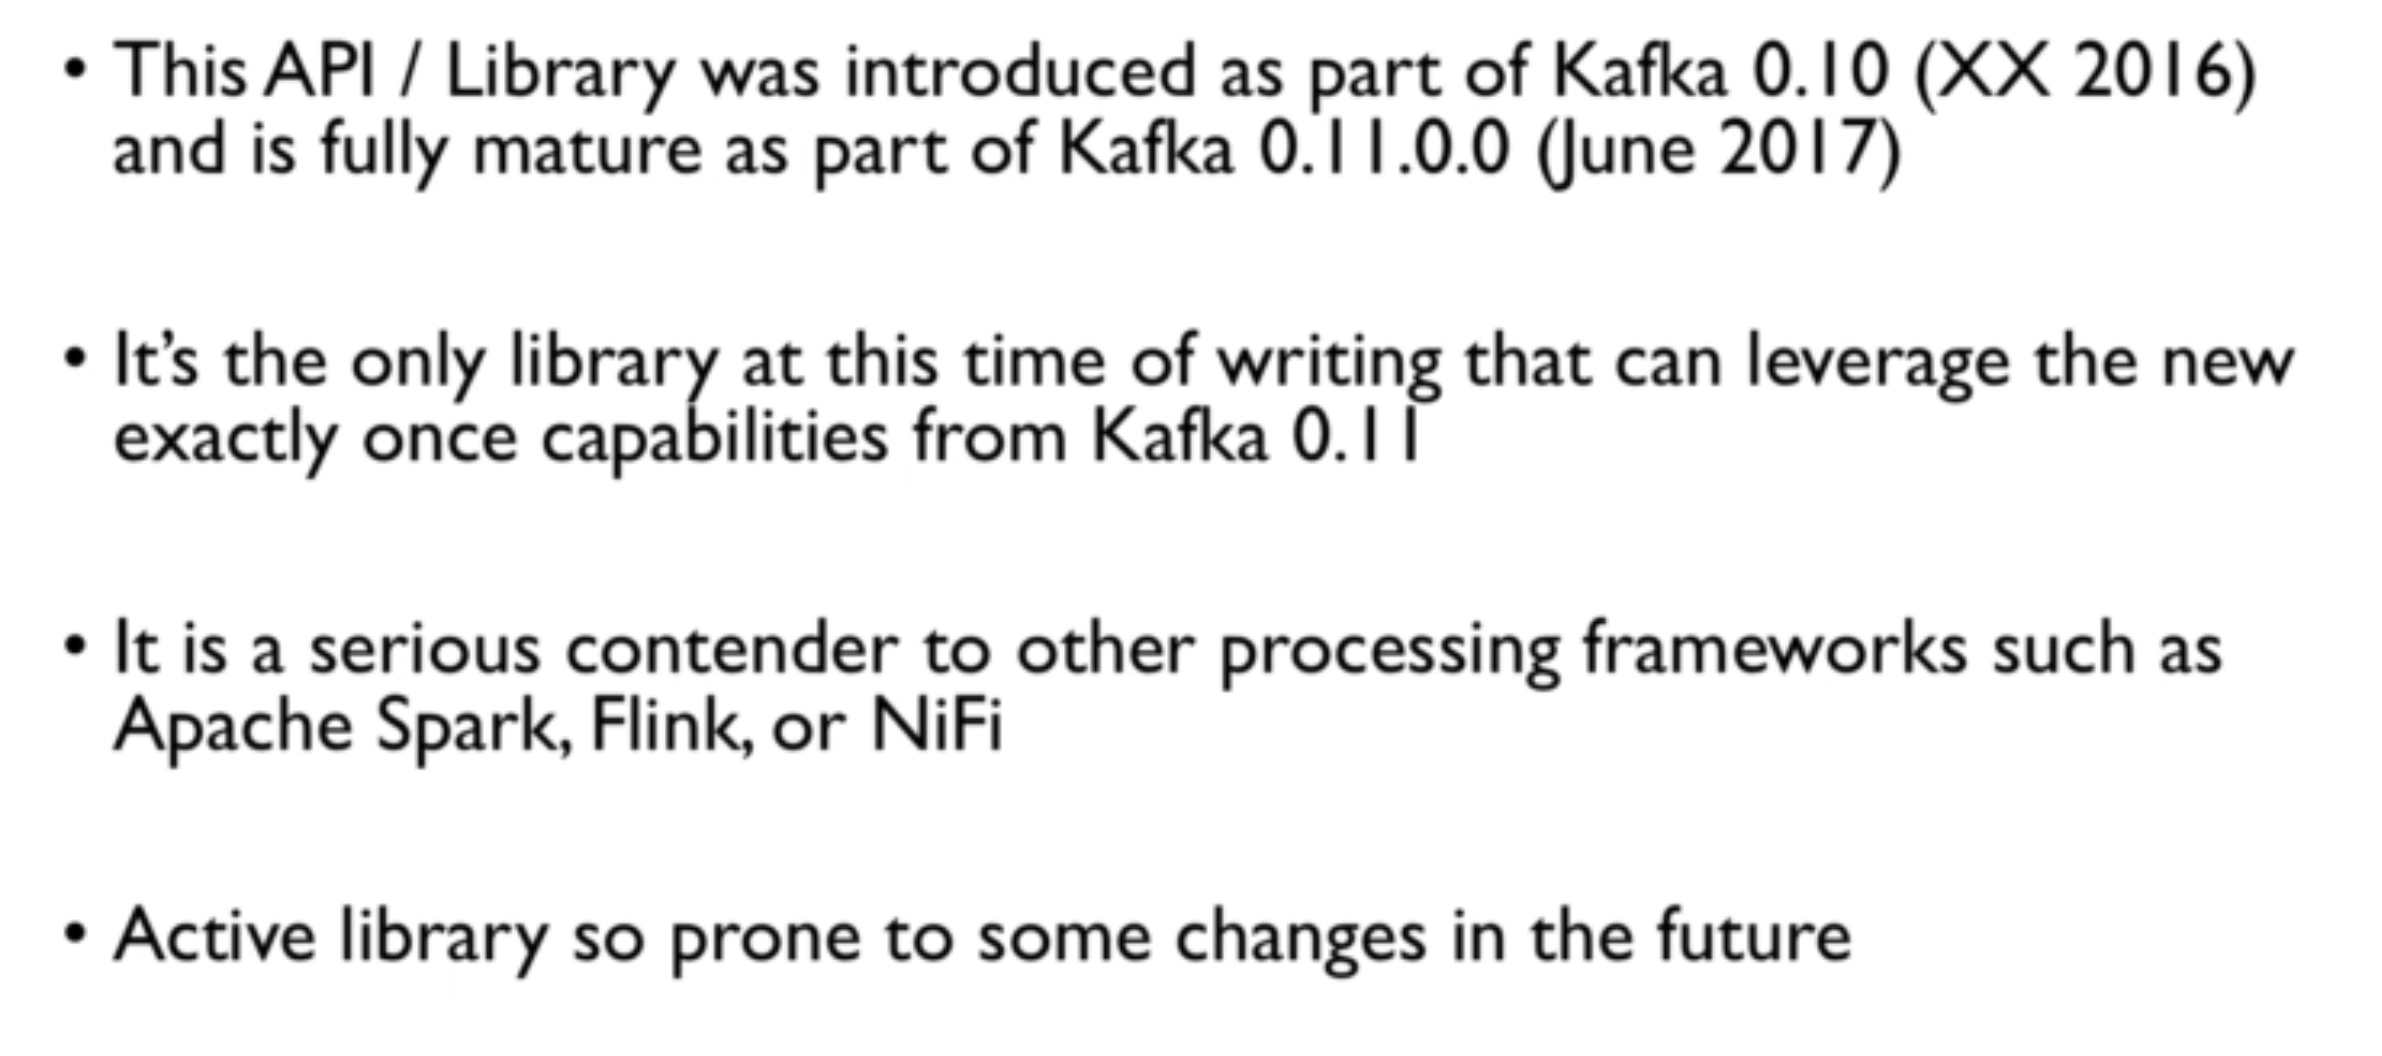 • This API / Library was introduced as part of Kafka 0.10 (XX 2016)
and is fully mature as part of Kafka 0.11.0.0 (June 2017)
• It’s the only library at this time of writing that can leverage the new
exactly once capabilities from Kafka 0.11
• It is a serious contender to other processing frameworks such as
Apache Spark, Flink, or NiFi
• Active library so prone to some changes in the future